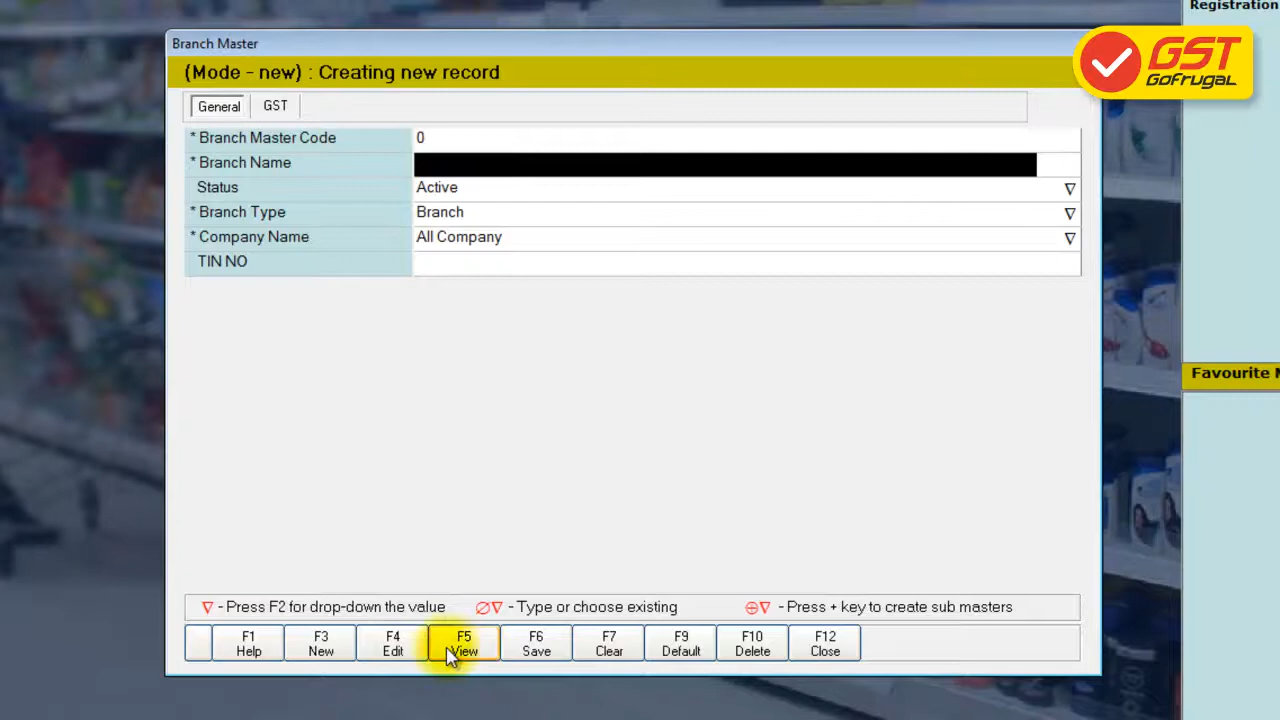 Registration
GST
GOFRUGAL
Branch Master
(Mode - new) : Creating new record
General GST
* Branch Master Code 0
* Branch Name
Status Active
* Branch Type Branch
* Company Name All Company
TIN NO
Favourite M
- Press F2 for drop-down the value - Type or choose existing - Press + key to create sub masters
F1 Help F3 New F4 Edit F5 View F6 Save F7 Clear F9 Default F10 Delete F12 Close